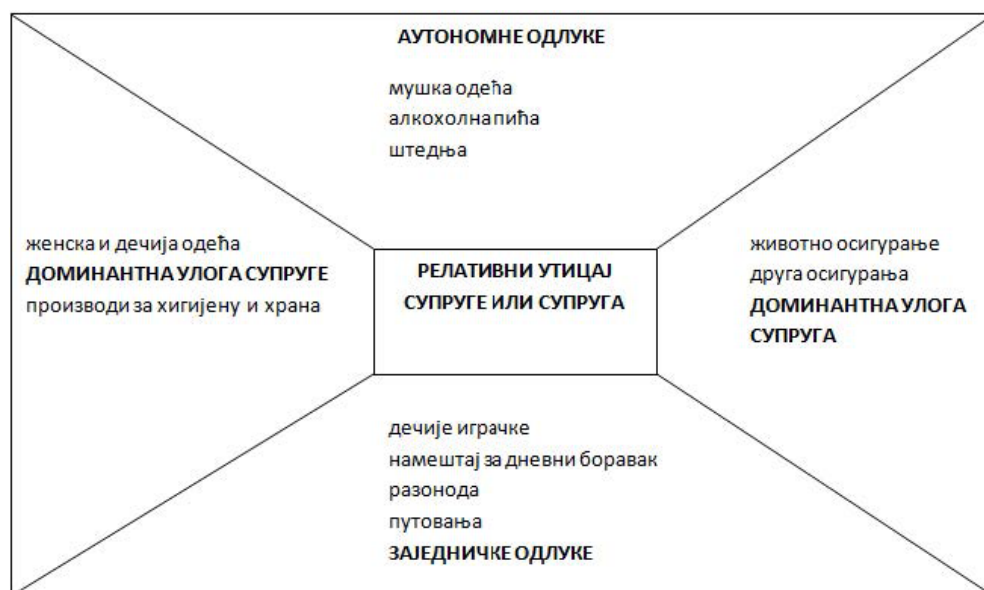 АУТОНОМНЕ ОДЛУКЕ
мушка одећа
алкохолна пића
штедња
женска и дечија одећа
ДОМИНАНТНА УЛОГА СУПРУГЕ
производи за хигијену и храна
РЕЛАТИВНИ УТИЦАЈ
СУПРУГЕ ИЛИ СУПРУГА
животно осигурање
друга осигурања
ДОМИНАНТНА УЛОГА
СУПРУГА
дечије играчке
намештај за дневни боравак
разонода
путовања
ЗАЈЕДНИЧКЕ ОДЛУКЕ